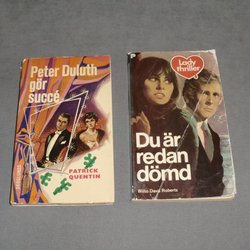 Peter Duluth
gör
succé
PATRICK
QUENTIN
Lady
thriller
Du är
redan
dömd
Willo Davis Roberts